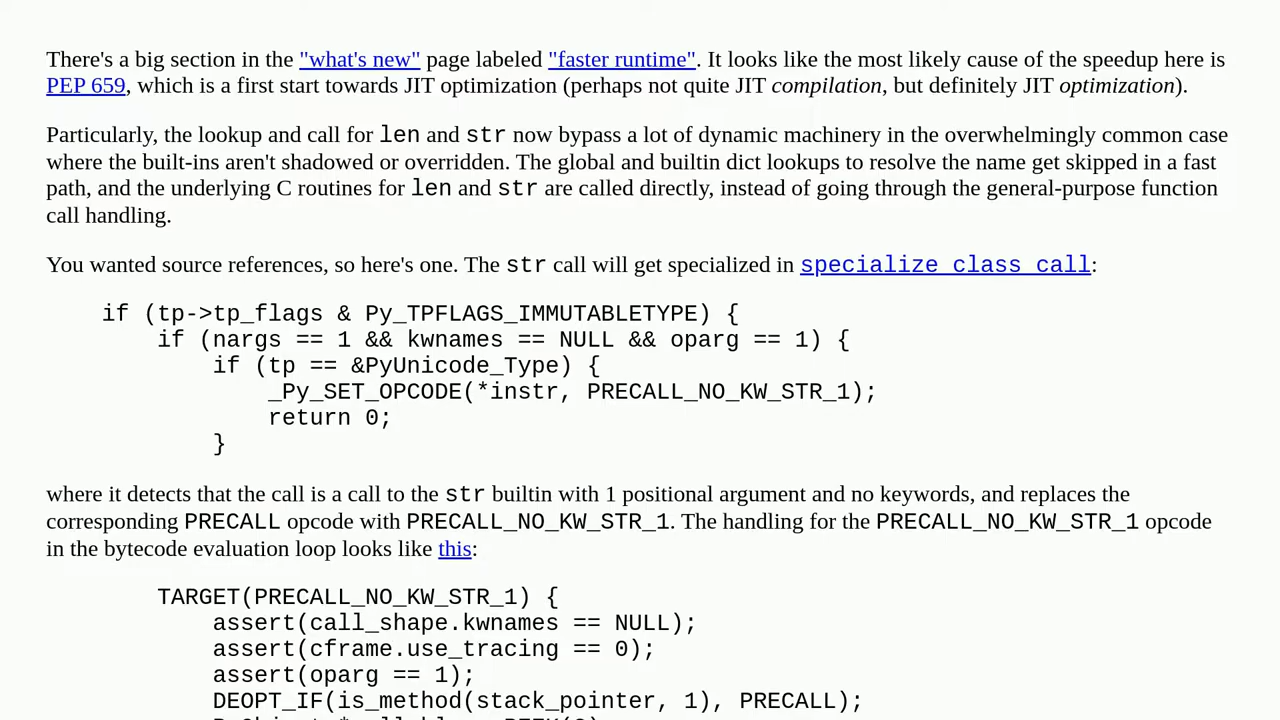 There's a big section in the "what's new" page labeled "faster runtime". It looks like the most likely cause of the speedup here is
PEP 659, which is a first start towards JIT optimization (perhaps not quite JIT compilation, but definitely JIT optimization).
Particularly, the lookup and call for len and str now bypass a lot of dynamic machinery in the overwhelmingly common case
where the built-ins aren't shadowed or overridden. The global and builtin dict lookups to resolve the name get skipped in a fast
path, and the underlying C routines for len and str are called directly, instead of going through the general-purpose function
call handling.
You wanted source references, so here's one. The str call will get specialized in specialize_class_call:
if (tp->tp_flags & Py_TPFLAGS_IMMUTABLETYPE) {
if (nargs == 1 && kwnames == NULL && oparg == 1) {
if (tp == &PyUnicode_Type) {
_Py_SET_OPCODE(*instr, PRECALL_NO_KW_STR_1);
return 0;
}
where it detects that the call is a call to the str builtin with 1 positional argument and no keywords, and replaces the
corresponding PRECALL opcode with PRECALL_NO_KW_STR_1. The handling for the PRECALL_NO_KW_STR_1 opcode
in the bytecode evaluation loop looks like this:
TARGET(PRECALL_NO_KW_STR_1) {
assert(call_shape.kwnames == NULL);
assert(cframe.use_tracing == 0);
assert(oparg == 1);
DEOPT_IF(is_method(stack_pointer, 1), PRECALL);